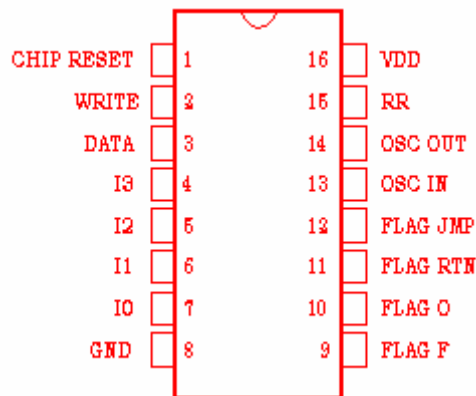 CHIP RESET 1 16 VDD
WRITE 2 15 RR
DATA 3 14 OSC OUT
I3 4 13 OSC IN
I2 5 12 FLAG JMP
I1 6 11 FLAG RTN
I0 7 10 FLAG O
GND 8 9 FLAG F